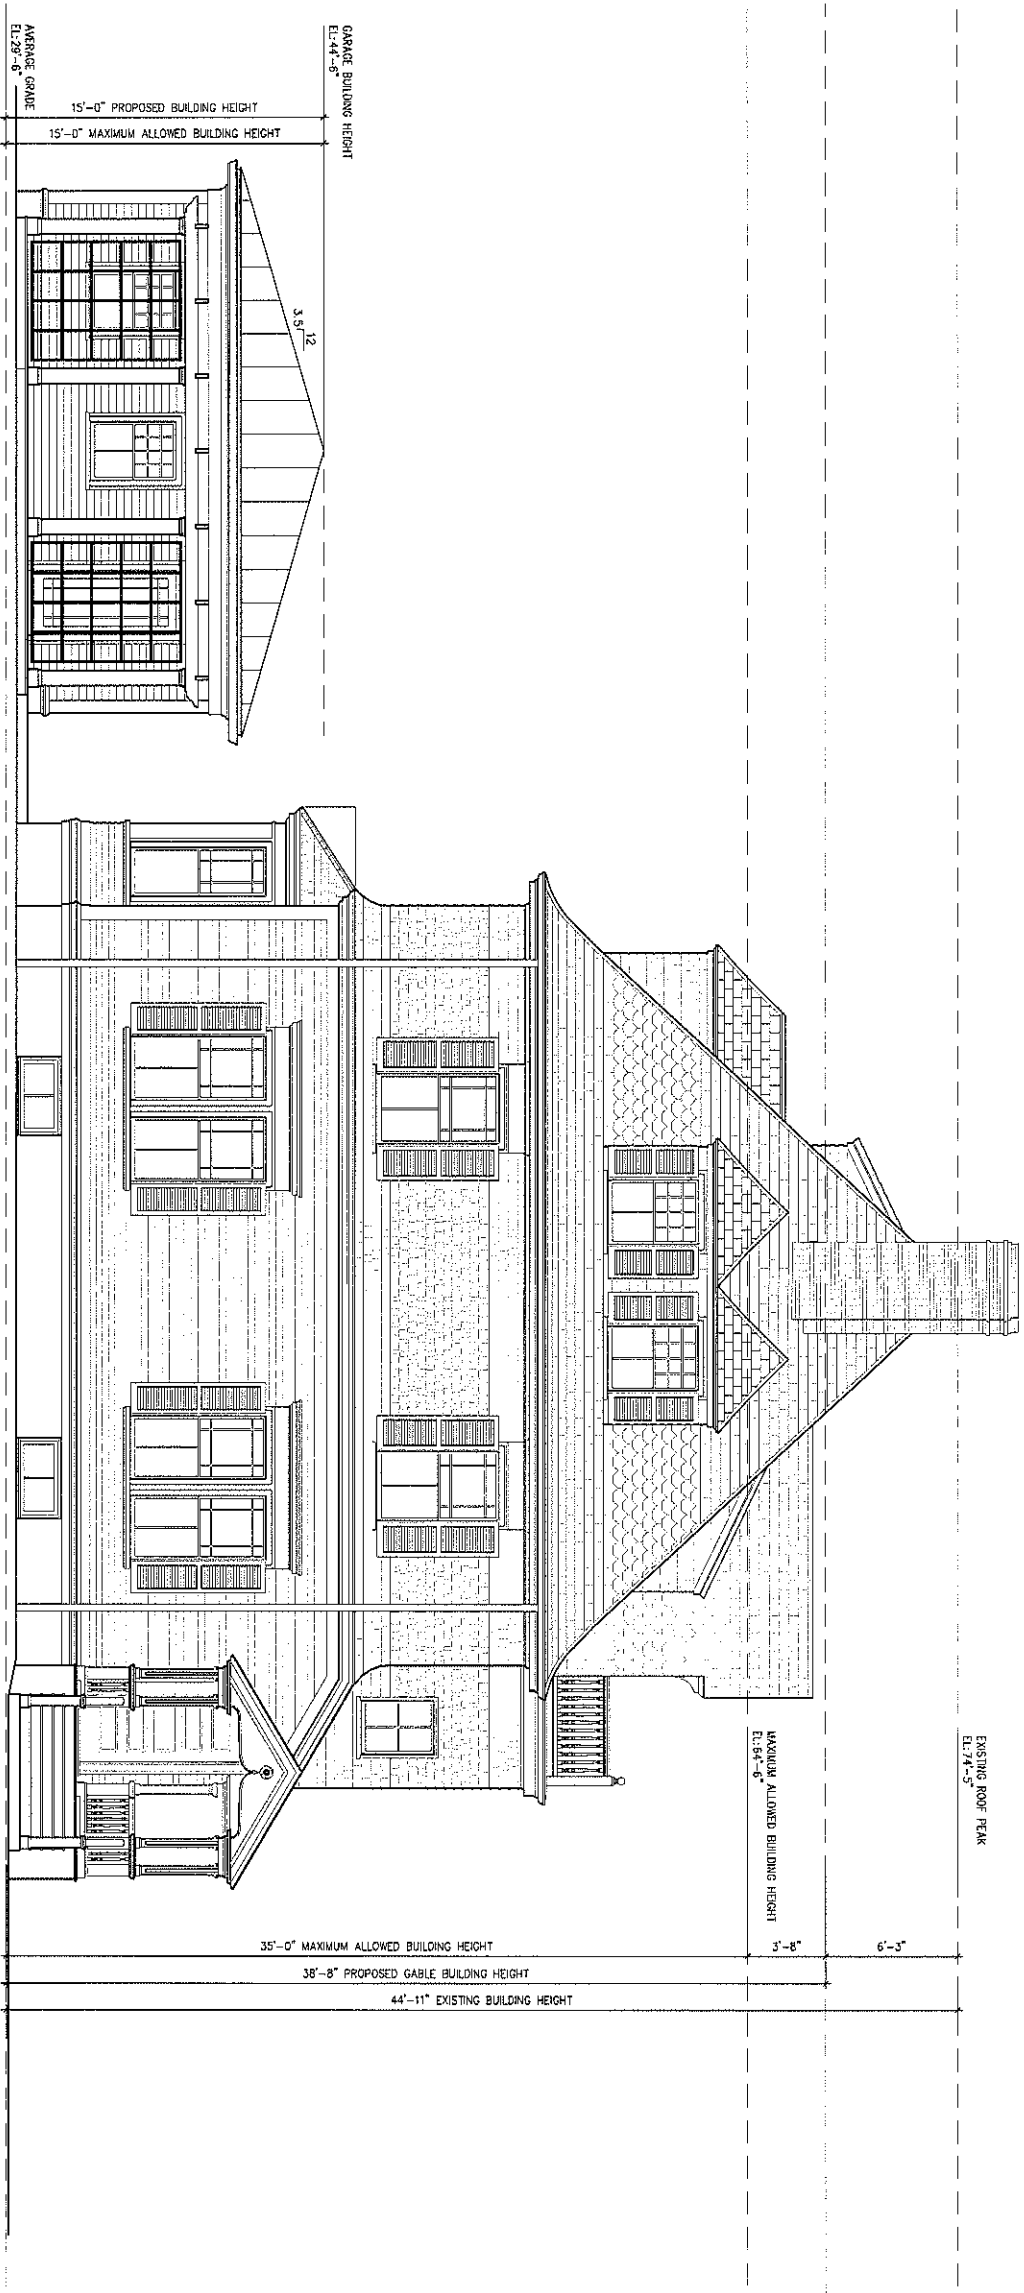 GARAGE BUILDING HEIGHT
EL:44'-6"
AVERAGE GRADE
EL:29'-6"
15'-0" PROPOSED BUILDING HEIGHT
15'-0" MAXIMUM ALLOWED BUILDING HEIGHT
12
3.5
EXISTING ROOF PEAK
EL:74'-5"
MAXIMUM ALLOWED BUILDING HEIGHT
EL:64'-6"
35'-0" MAXIMUM ALLOWED BUILDING HEIGHT
3'-8"
6'-3"
38'-8" PROPOSED GABLE BUILDING HEIGHT
44'-11" EXISTING BUILDING HEIGHT